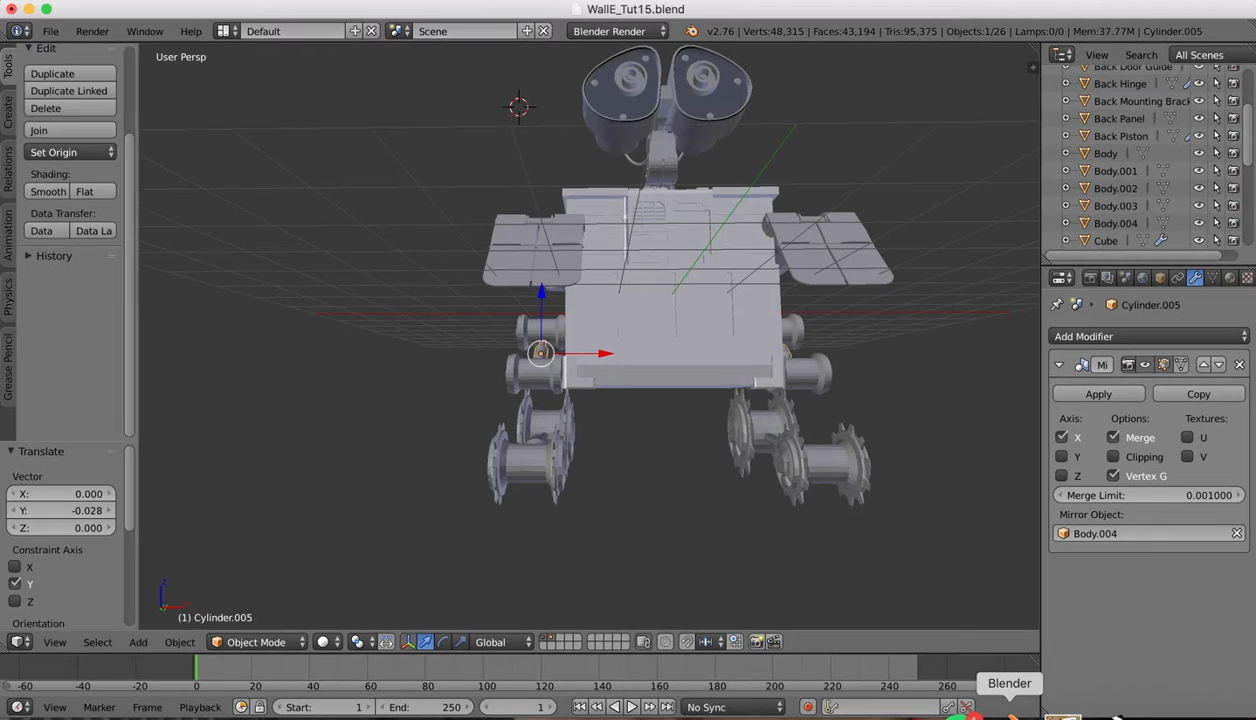 WallE_Tut15.blend
File Render Window Help Default Scene Blender Render v2.76 | Verts:48,315 | Faces:43,194 | Tris:95,375 | Objects:1/26 | Lamps:0/0 | Mem:37.77M | Cylinder.005
Tools
Create
Relations
Animation
Physics
Grease Pencil
Edit
Duplicate
Duplicate Linked
Delete
Join
Set Origin
Shading:
Smooth Flat
Data Transfer:
Data Data La
History
Translate
Vector
X: 0.000
Y: -0.028
Z: 0.000
Constraint Axis
X
Y
Z
Orientation
User Persp
(1) Cylinder.005
View Select Add Object Object Mode Global
View Search All Scenes
Back Door Guide
Back Hinge
Back Mounting Brack
Back Panel
Back Piston
Body
Body.001
Body.002
Body.003
Body.004
Cube
Cylinder.005
Add Modifier
Mi
Apply Copy
Axis: Options: Textures:
X Merge U
Y Clipping V
Z Vertex G
Merge Limit: 0.001000
Mirror Object:
Body.004
-60 -40 -20 0 20 40 60 80 100 120 140 160 180 200 220 240 260
Blender
View Marker Frame Playback Start: 1 End: 250 1 No Sync